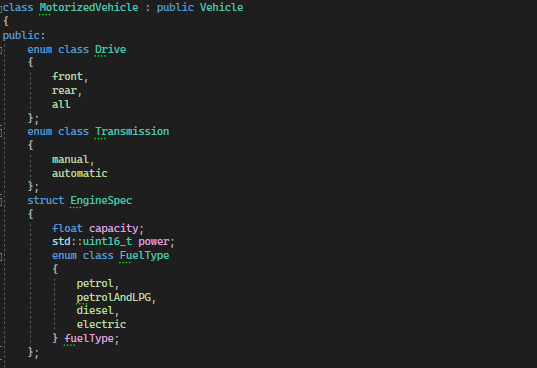 class MotorizedVehicle : public Vehicle
{
public:
    enum class Drive
    {
        front,
        rear,
        all
    };
    enum class Transmission
    {
        manual,
        automatic
    };
    struct EngineSpec
    {
        float capacity;
        std::uint16_t power;
        enum class FuelType
        {
            petrol,
            petrolAndLPG,
            diesel,
            electric
        } fuelType;
    };